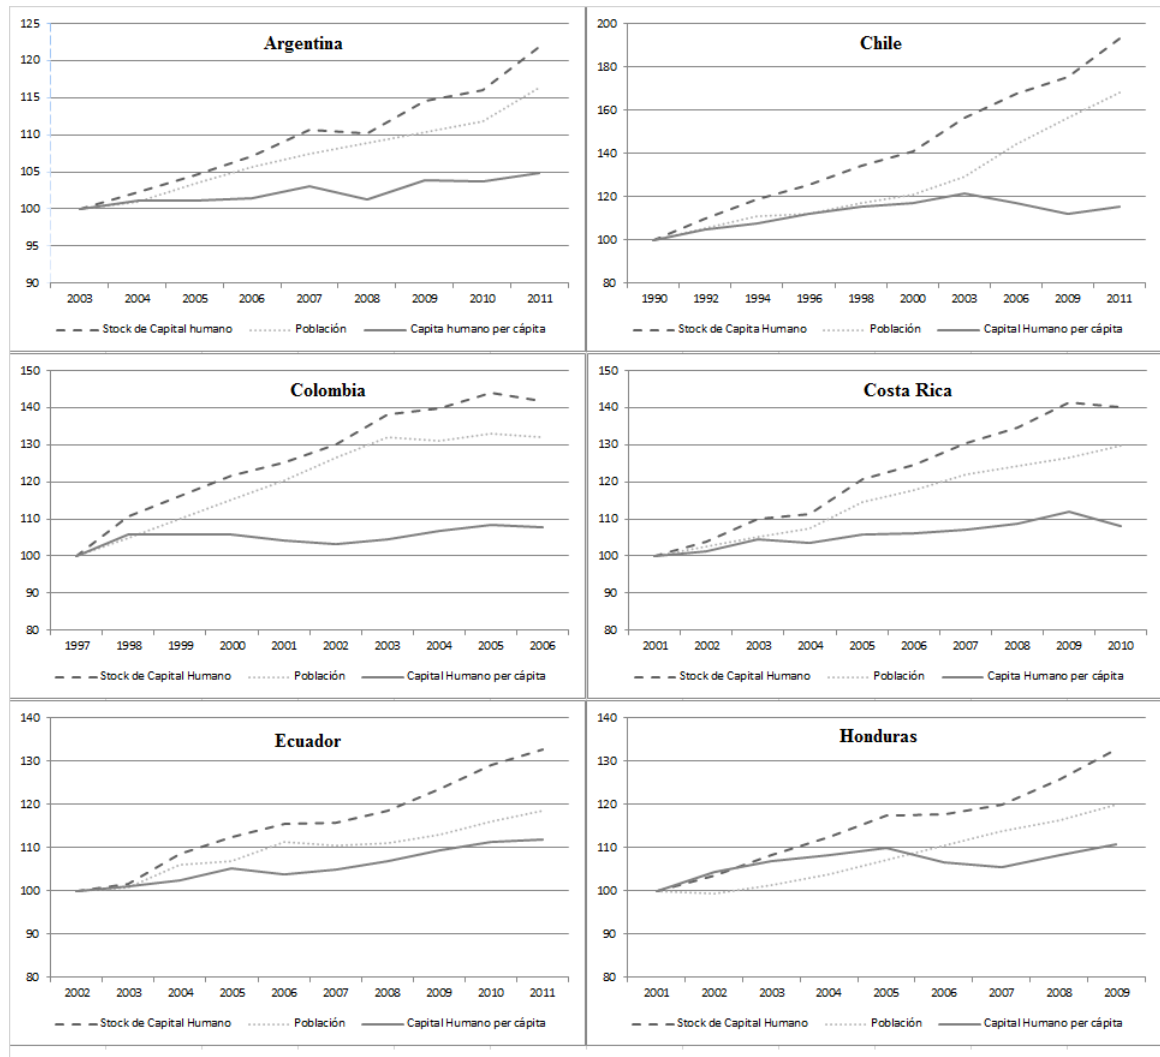 Argentina
125
120
115
110
105
100
95
90
2003 2004 2005 2006 2007 2008 2009 2010 2011
Stock de Capital humano Población Capita humano per cápita
Chile
200
180
160
140
120
100
80
1990 1992 1994 1996 1998 2000 2003 2006 2009 2011
Stock de Capita Humano Población Capital Humano per cápita
Colombia
150
140
130
120
110
100
90
80
1997 1998 1999 2000 2001 2002 2003 2004 2005 2006
Stock de Capital Humano Población Capital Humano per cápita
Costa Rica
150
140
130
120
110
100
90
80
2001 2002 2003 2004 2005 2006 2007 2008 2009 2010
Stock de Capital Humano Población Capita Humano per cápita
Ecuador
140
130
120
110
100
90
80
2002 2003 2004 2005 2006 2007 2008 2009 2010 2011
Stock de Capital Humano Población Capital Humano per cápita
Honduras
140
130
120
110
100
90
80
2001 2002 2003 2004 2005 2006 2007 2008 2009
Stock de Capital Humano Población Capital Humano per cápita